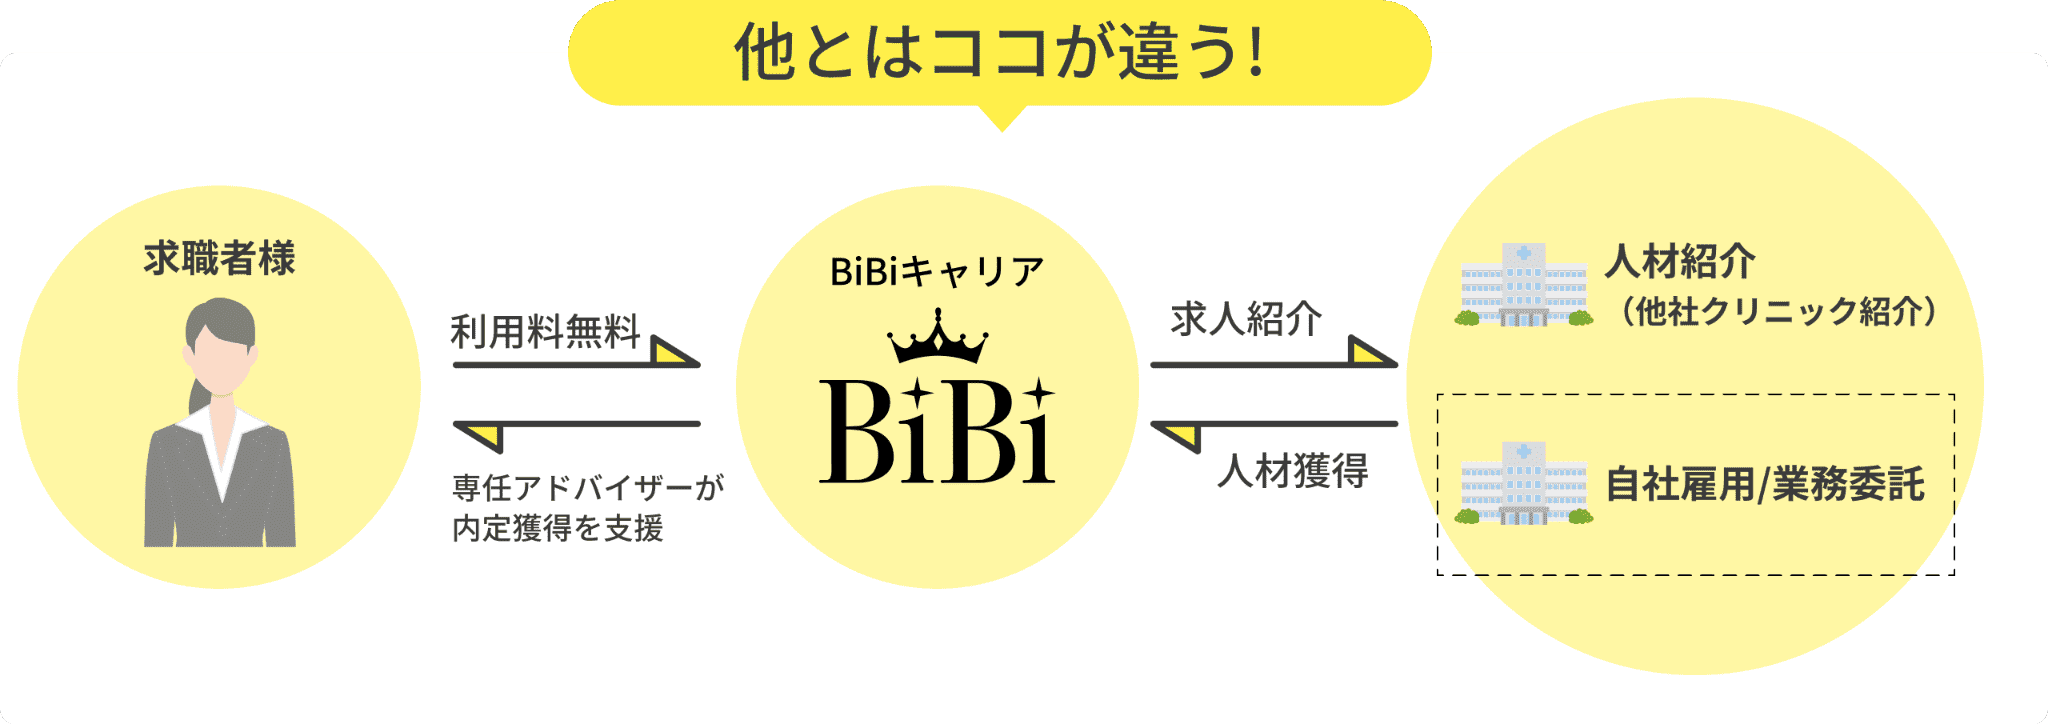 他とはココが違う!
求職者様
利用料無料
専任アドバイザーが
内定獲得を支援
BiBiキャリア
BiBi
求人紹介
人材獲得
人材紹介
（他社クリニック紹介）
自社雇用/業務委託